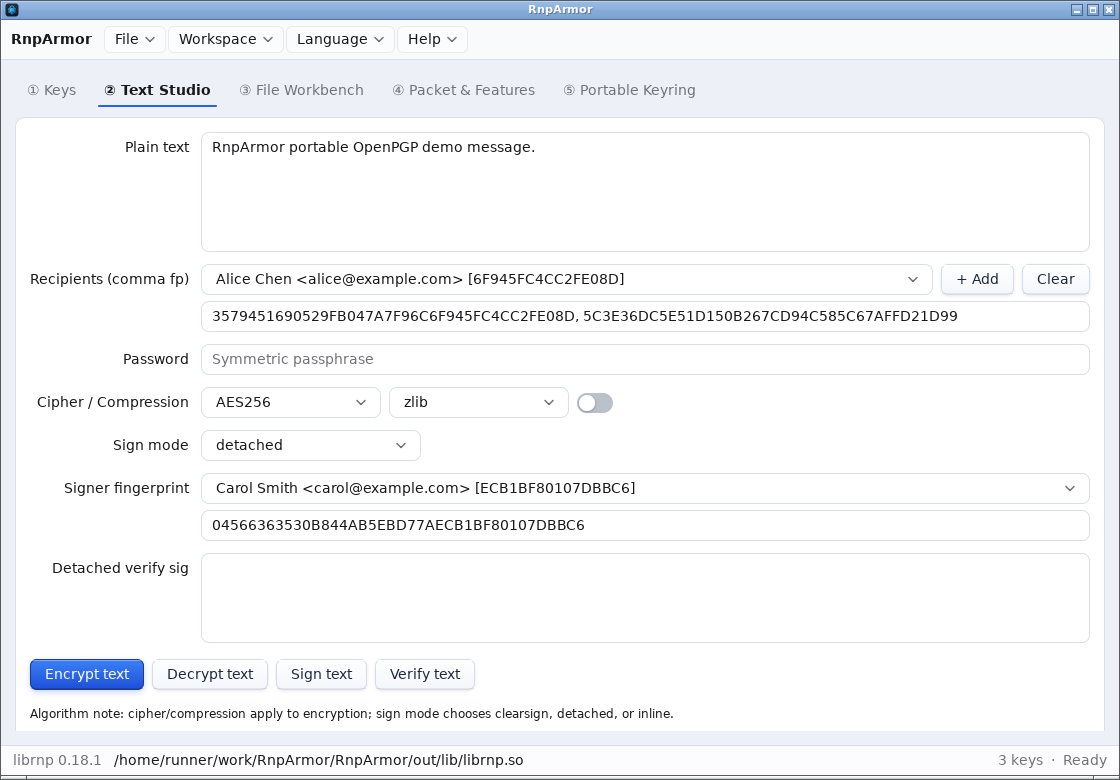 RnpArmor
RnpArmor File Workspace Language Help
① Keys ② Text Studio ③ File Workbench ④ Packet & Features ⑤ Portable Keyring
Plain text RnpArmor portable OpenPGP demo message.
Recipients (comma fp) Alice Chen <alice@example.com> [6F945FC4CC2FE08D] + Add Clear
3579451690529FB047A7F96C6F945FC4CC2FE08D, 5C3E36DC5E51D150B267CD94C585C67AFFD21D99
Password Symmetric passphrase
Cipher / Compression AES256 zlib
Sign mode detached
Signer fingerprint Carol Smith <carol@example.com> [ECB1BF80107DBBC6]
04566363530B844AB5EBD77AECB1BF80107DBBC6
Detached verify sig
Encrypt text Decrypt text Sign text Verify text
Algorithm note: cipher/compression apply to encryption; sign mode chooses clearsign, detached, or inline.
librnp 0.18.1 /home/runner/work/RnpArmor/RnpArmor/out/lib/librnp.so 3 keys · Ready